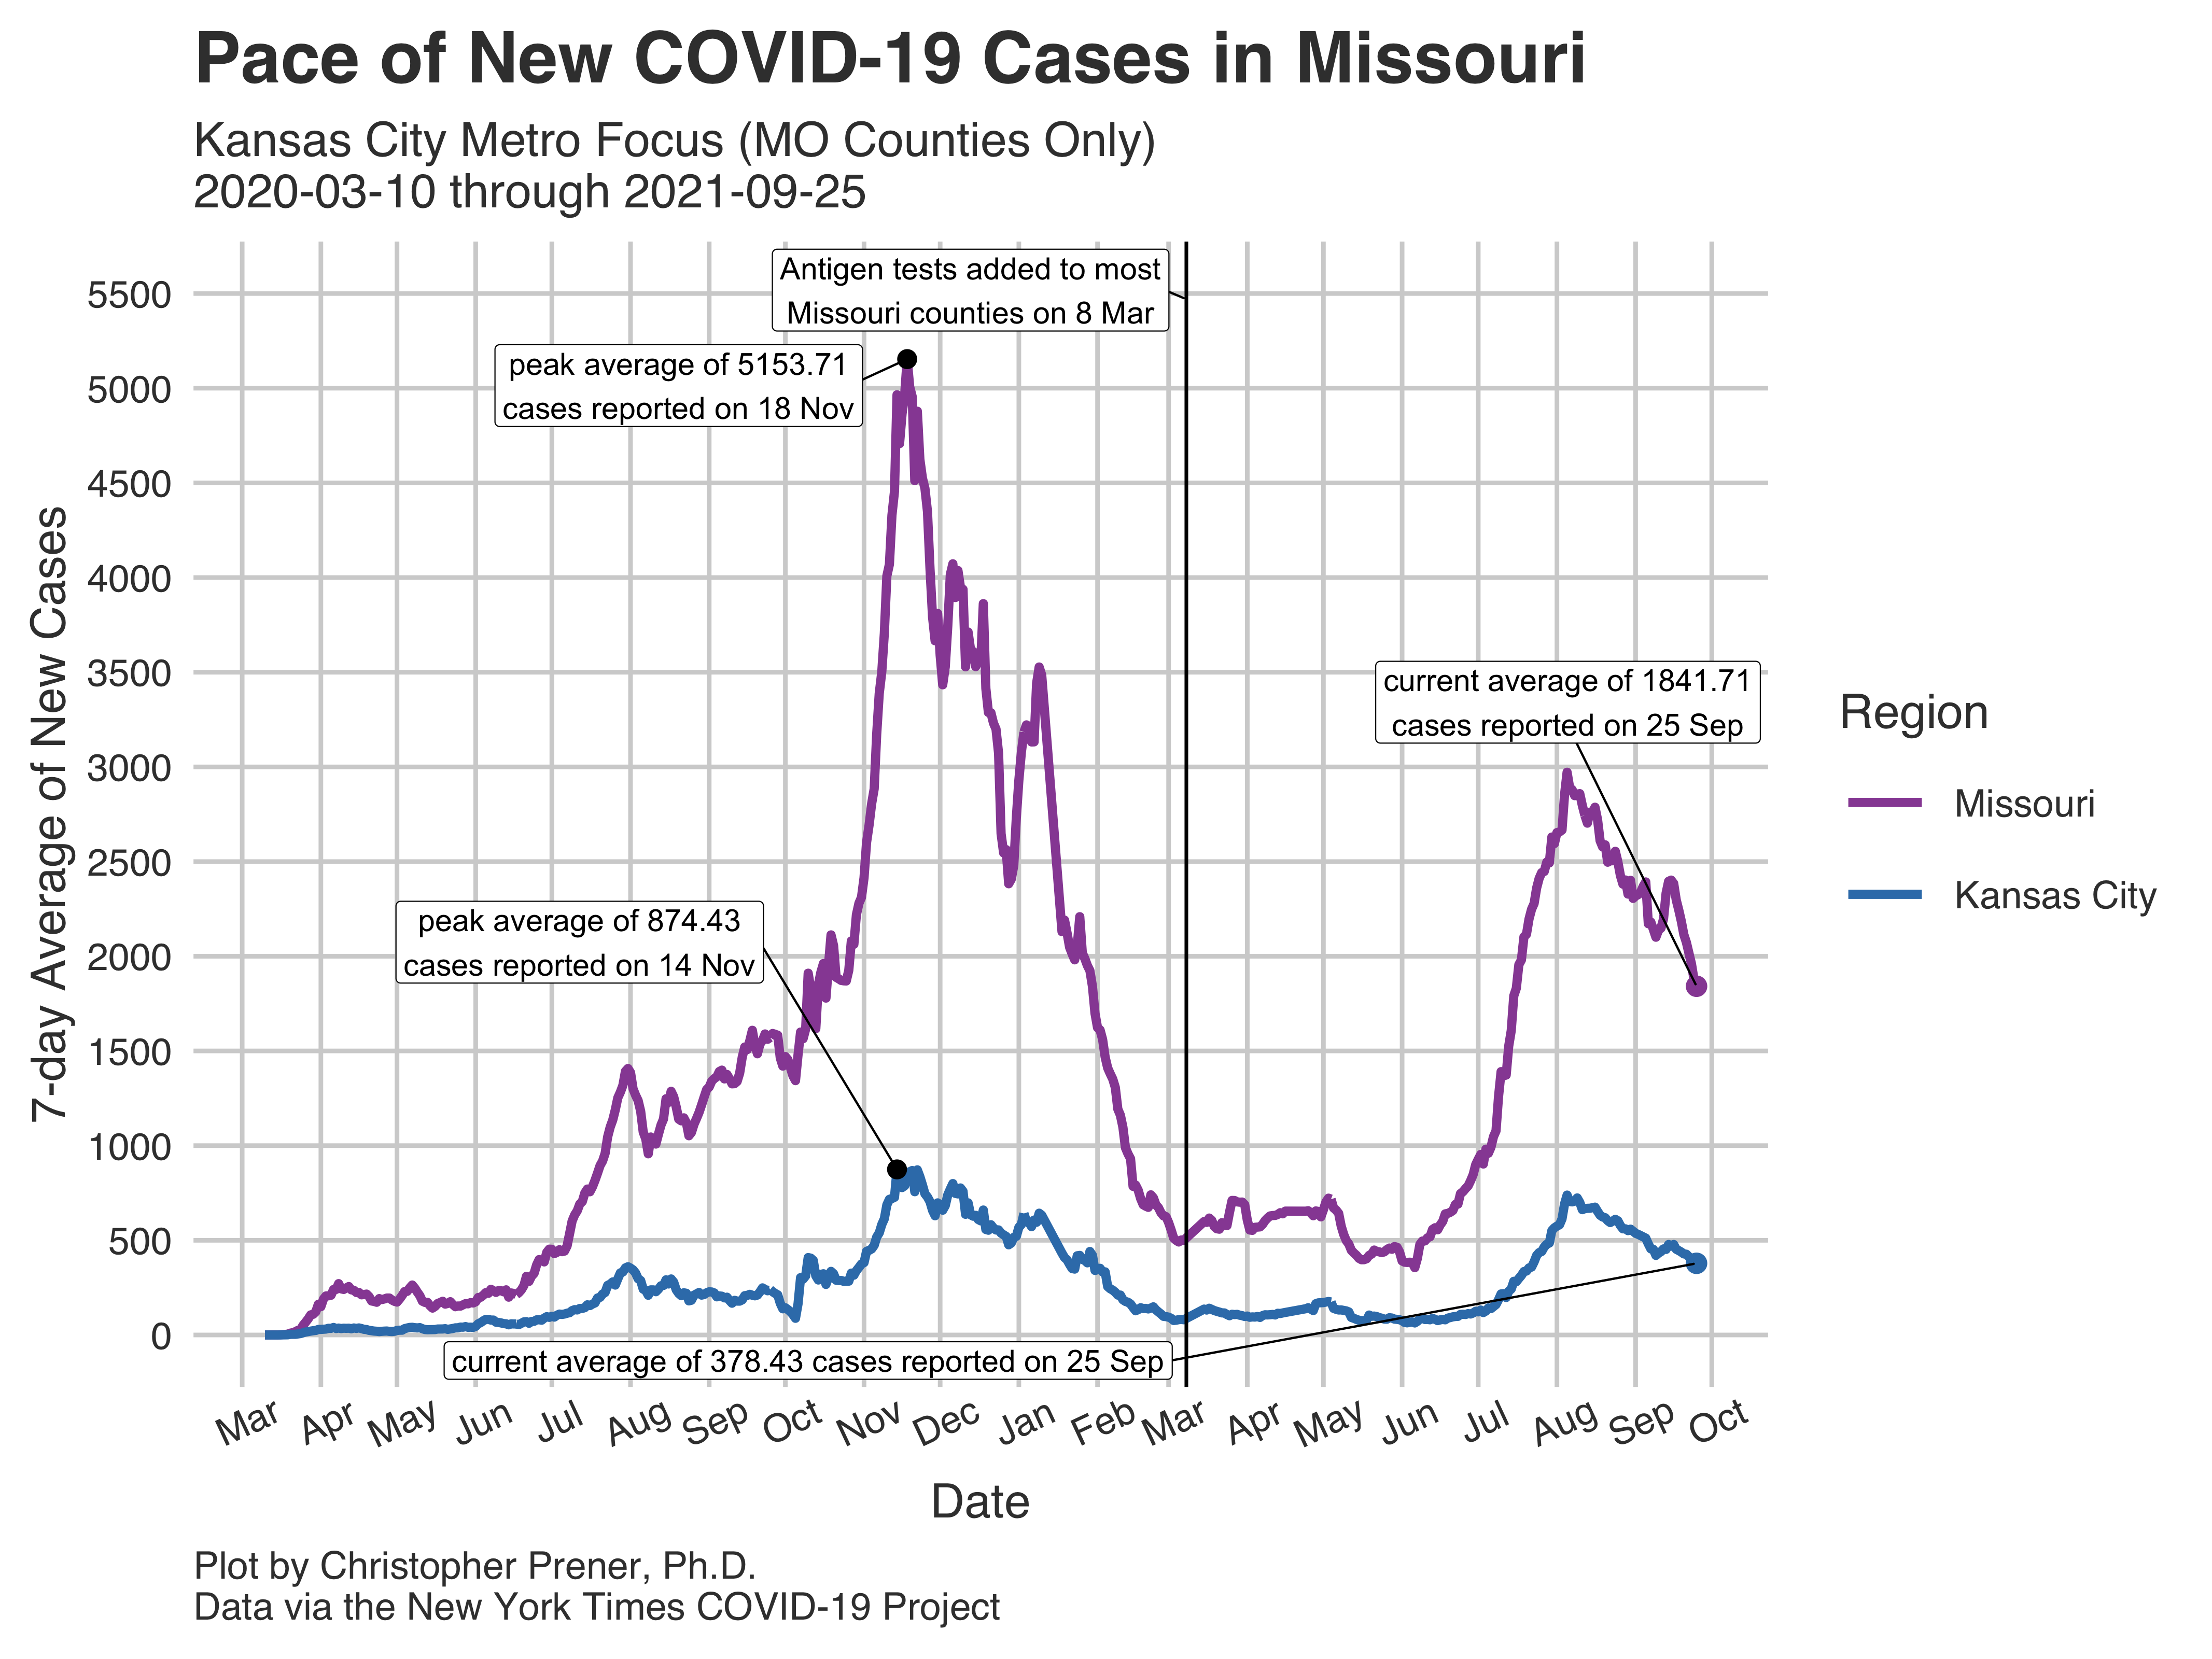 Pace of New COVID-19 Cases in Missouri
Kansas City Metro Focus (MO Counties Only)
2020-03-10 through 2021-09-25
Antigen tests added to most
Missouri counties on 8 Mar
peak average of 5153.71
cases reported on 18 Nov
current average of 1841.71
cases reported on 25 Sep
peak average of 874.43
cases reported on 14 Nov
current average of 378.43 cases reported on 25 Sep
7-day Average of New Cases
5500
5000
4500
4000
3500
3000
2500
2000
1500
1000
500
0
Mar Apr May Jun Jul Aug Sep Oct Nov Dec Jan Feb Mar Apr May Jun Jul Aug Sep Oct
Date
Region
Missouri
Kansas City
Plot by Christopher Prener, Ph.D.
Data via the New York Times COVID-19 Project